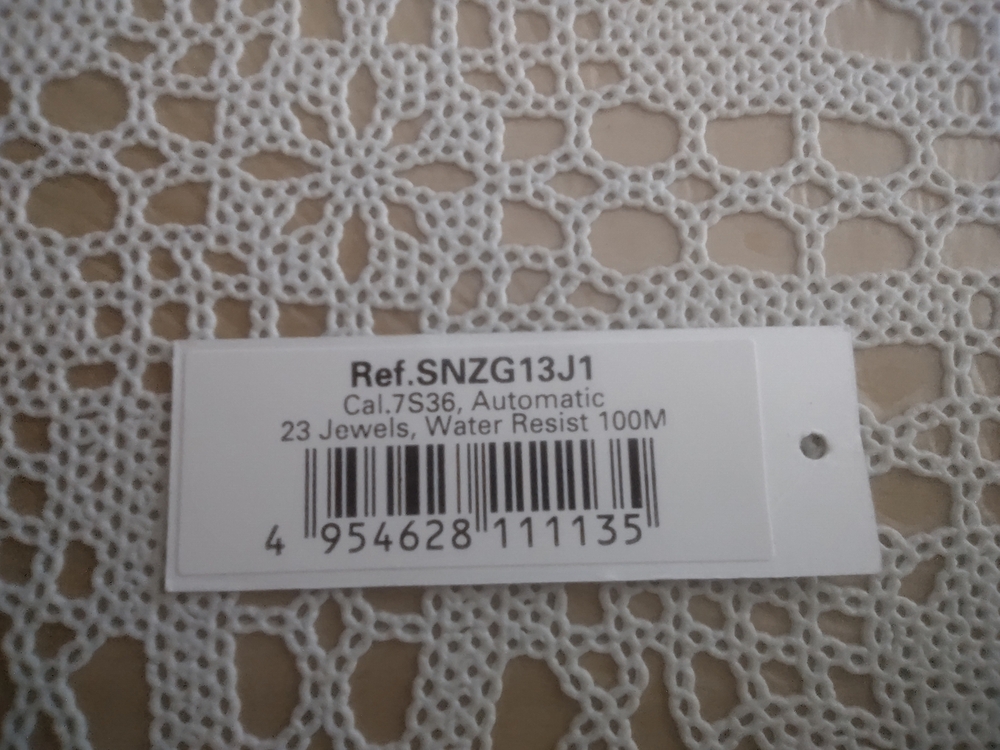 Ref.SNZG13J1
Cal.7S36, Automatic
23 Jewels, Water Resist 100M
4 954628 111135